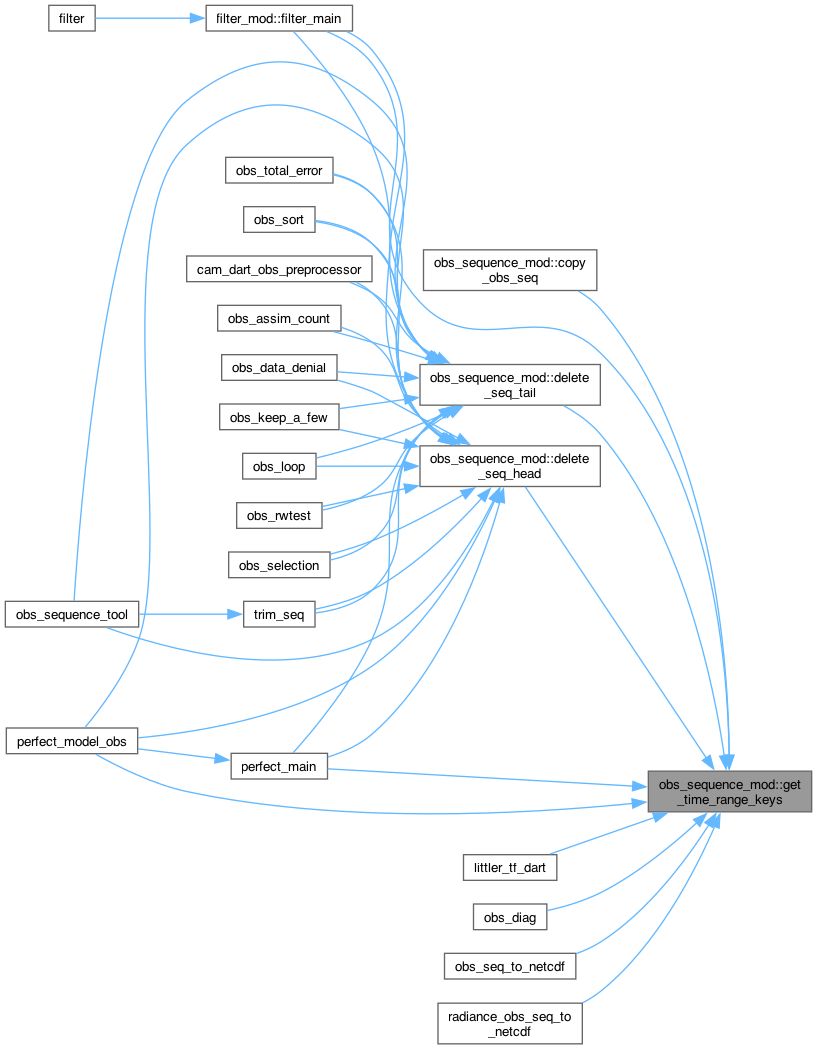 filter
filter_mod::filter_main
obs_total_error
obs_sort
obs_sequence_mod::copy
_obs_seq
cam_dart_obs_preprocessor
obs_assim_count
obs_data_denial
obs_sequence_mod::delete
_seq_tail
obs_keep_a_few
obs_loop
obs_sequence_mod::delete
_seq_head
obs_rwtest
obs_selection
obs_sequence_tool
trim_seq
perfect_model_obs
perfect_main
obs_sequence_mod::get
_time_range_keys
littler_tf_dart
obs_diag
obs_seq_to_netcdf
radiance_obs_seq_to
_netcdf